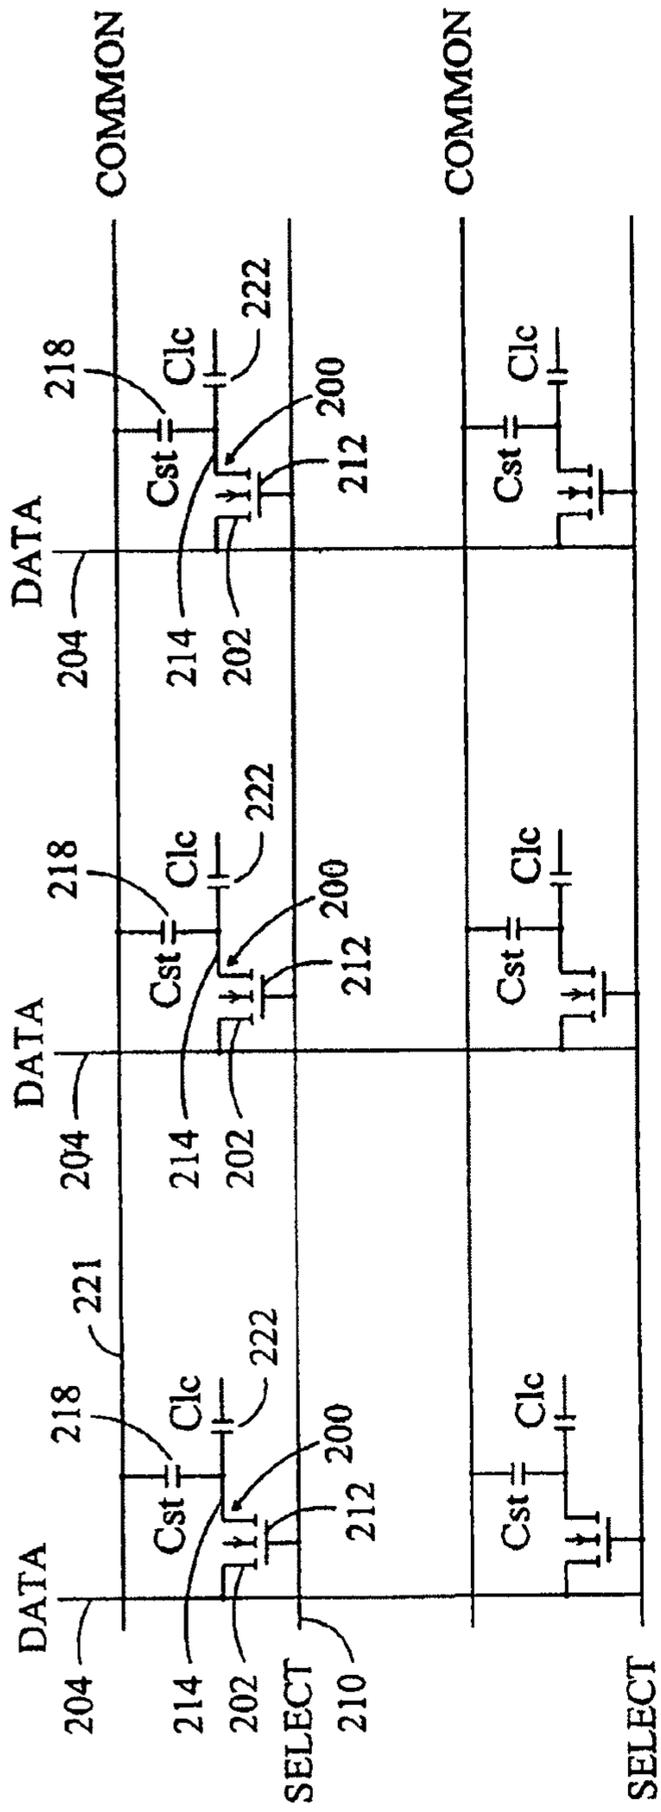 DATA
DATA
DATA
204
204
204
221
COMMON
218
218
218
Cst
Clc
Cst
Clc
Cst
Clc
214
222
214
222
214
222
202
200
202
200
202
200
212
212
212
SELECT
210
COMMON
Cst
Clc
Cst
Clc
Cst
Clc
SELECT